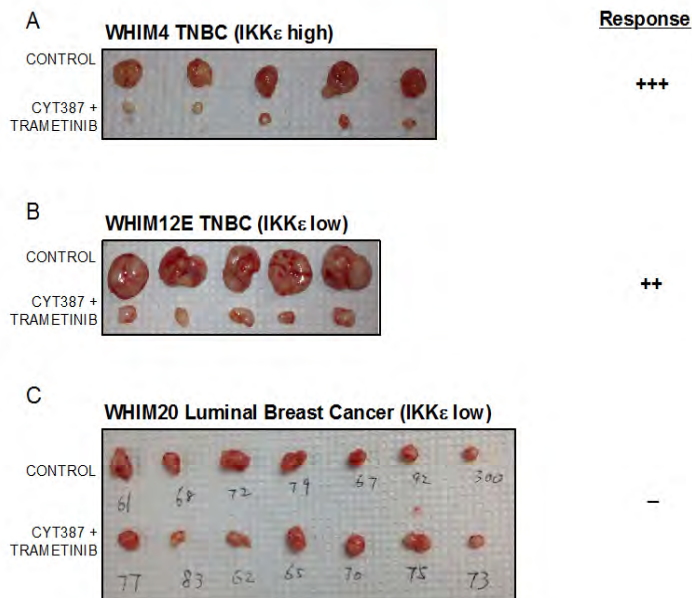 A
WHIM4 TNBC (IKKε high)
Response
CONTROL
CYT387 +
TRAMETINIB
+++
B
WHIM12E TNBC (IKKε low)
CONTROL
CYT387 +
TRAMETINIB
++
C
WHIM20 Luminal Breast Cancer (IKKε low)
CONTROL
61 68 72 79 67 92 300
CYT387 +
TRAMETINIB
–
77 83 62 65 70 75 73